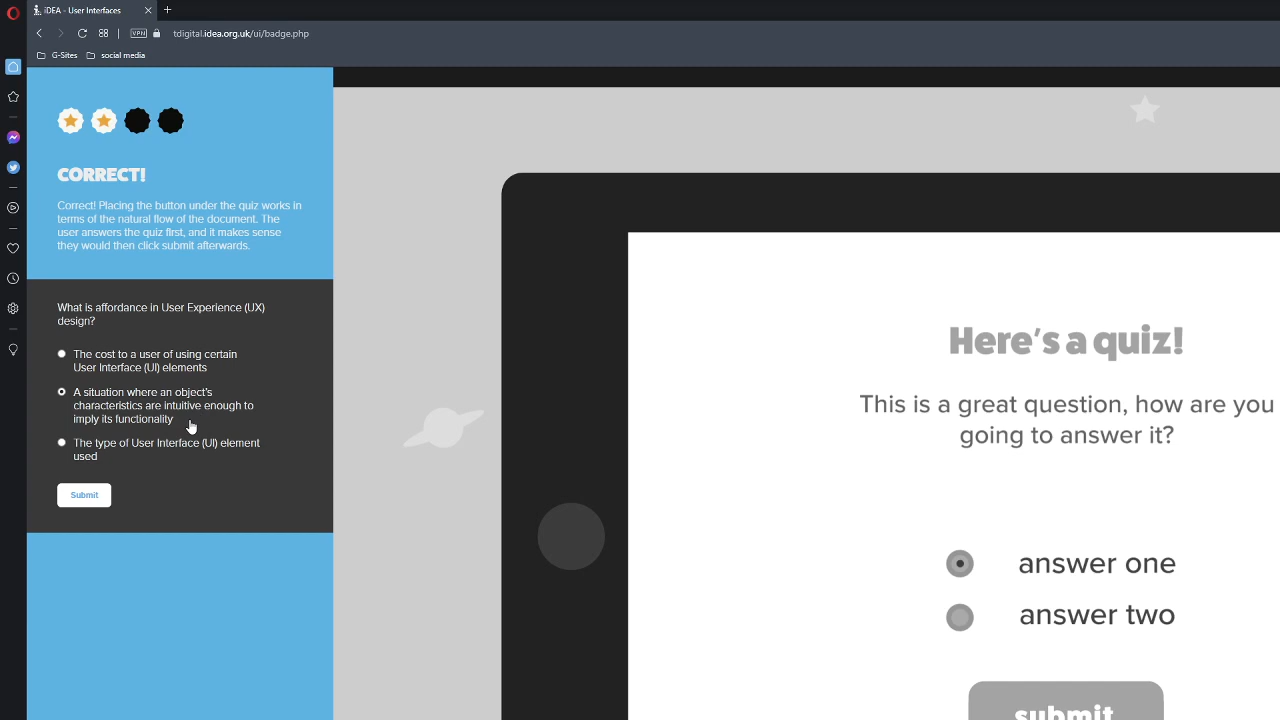 iDEA - User Interfaces
VPN
tdigital.idea.org.uk/ui/badge.php
G-Sites
social media
CORRECT!
Correct! Placing the button under the quiz works in
terms of the natural flow of the document. The
user answers the quiz first, and it makes sense
they would then click submit afterwards.
What is affordance in User Experience (UX)
design?
The cost to a user of using certain
User Interface (UI) elements
A situation where an object's
characteristics are intuitive enough to
imply its functionality
The type of User Interface (UI) element
used
Submit
Here's a quiz!
This is a great question, how are you
going to answer it?
answer one
answer two
submit